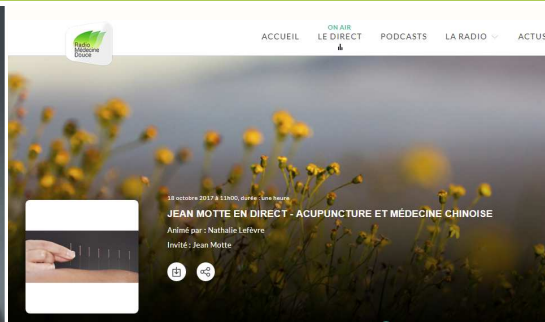 Radio
Médecine
Douce
ACCUEIL
ON AIR
LE DIRECT
PODCASTS
LA RADIO
ACTUS
18 octobre 2017 à 11h00, durée : une heure
JEAN MOTTE EN DIRECT - ACUPUNCTURE ET MÉDECINE CHINOISE
Animé par : Nathalie Lefèvre
Invité : Jean Motte